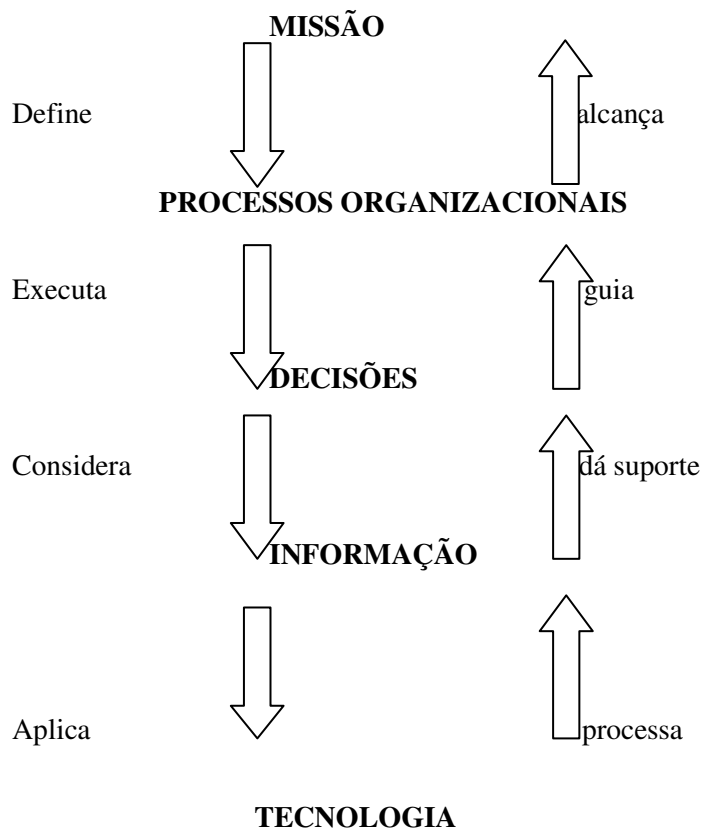 MISSÃO
Define alcança
PROCESSOS ORGANIZACIONAIS
Executa guia
DECISÕES
Considera dá suporte
INFORMAÇÃO
Aplica processa
TECNOLOGIA